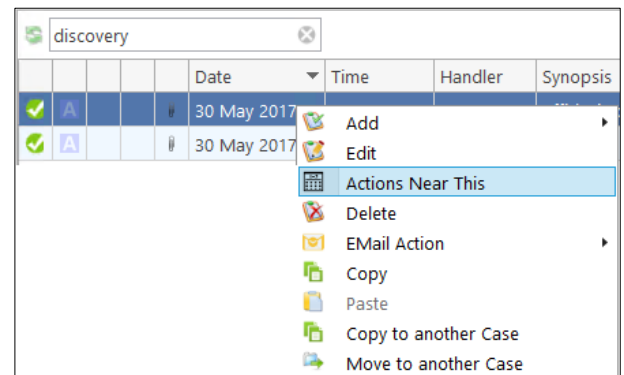 discovery
Date Time Handler Synopsis
A 30 May 2017
A 30 May 2017
Add
Edit
Actions Near This
Delete
EMail Action
Copy
Paste
Copy to another Case
Move to another Case